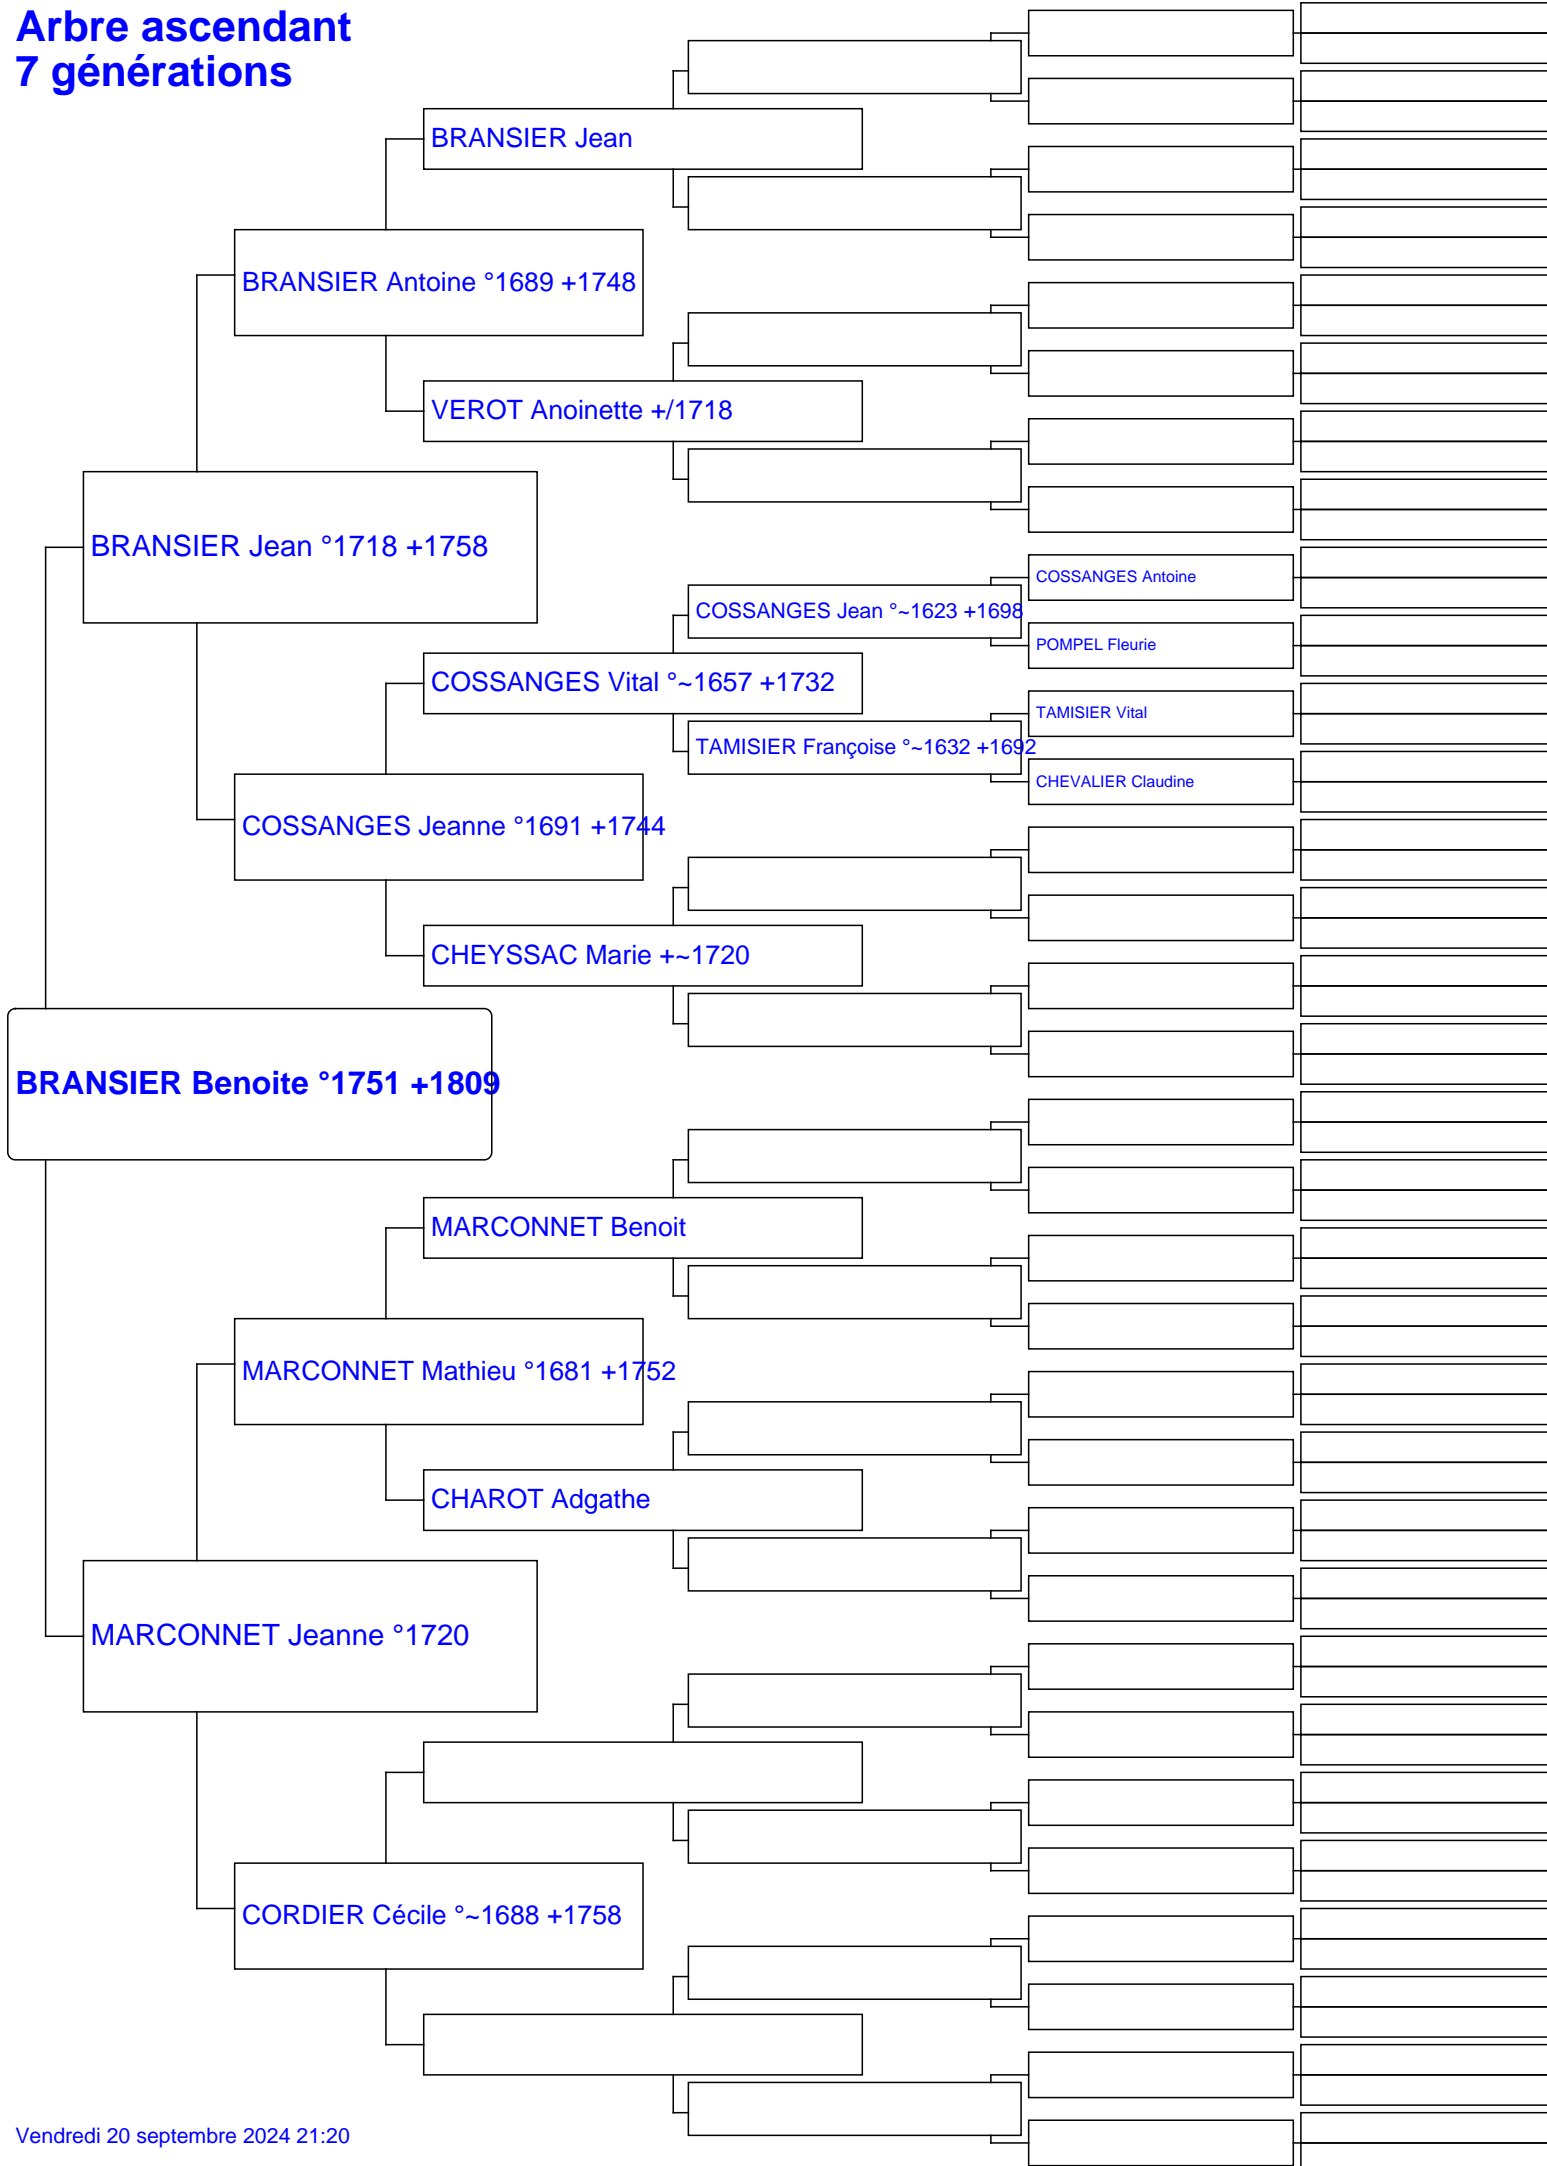 Arbre ascendant
7 générations
BRANSIER Jean
BRANSIER Antoine °1689 +1748
VEROT Anoinette +/1718
BRANSIER Jean °1718 +1758
COSSANGES Antoine
COSSANGES Jean °~1623 +1698
POMPEL Fleurie
COSSANGES Vital °~1657 +1732
TAMISIER Vital
TAMISIER Françoise °~1632 +1692
CHEVALIER Claudine
COSSANGES Jeanne °1691 +1744
CHEYSSAC Marie +~1720
BRANSIER Benoite °1751 +1809
MARCONNET Benoit
MARCONNET Mathieu °1681 +1752
CHAROT Adgathe
MARCONNET Jeanne °1720
CORDIER Cécile °~1688 +1758
Vendredi 20 septembre 2024 21:20